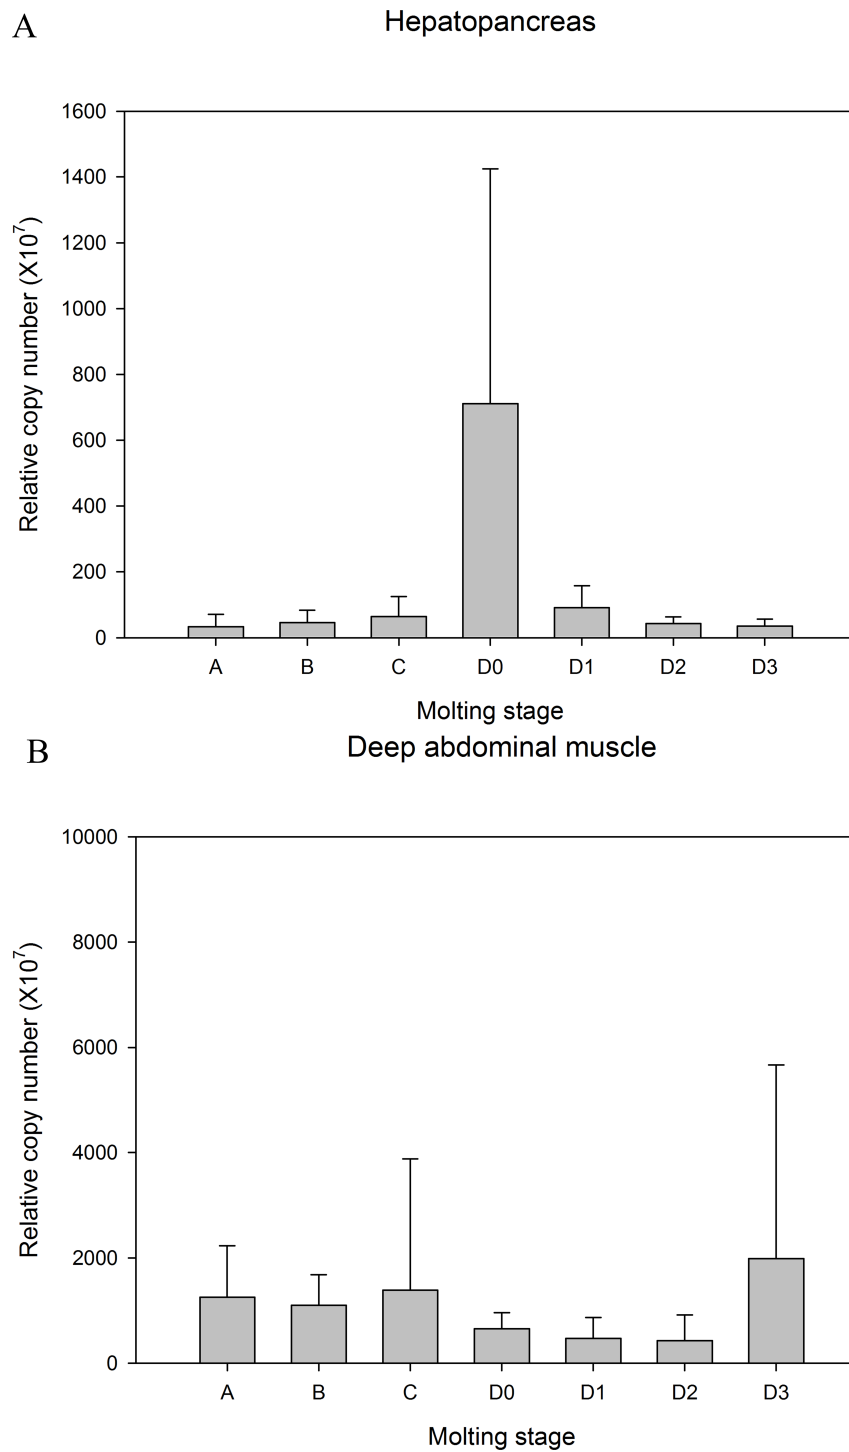 A
Hepatopancreas
1600
1400
1200
1000
800
600
400
200
0
Relative copy number (X10⁷)
A B C D0 D1 D2 D3
Molting stage
B
Deep abdominal muscle
10000
8000
6000
4000
2000
0
Relative copy number (X10⁷)
A B C D0 D1 D2 D3
Molting stage